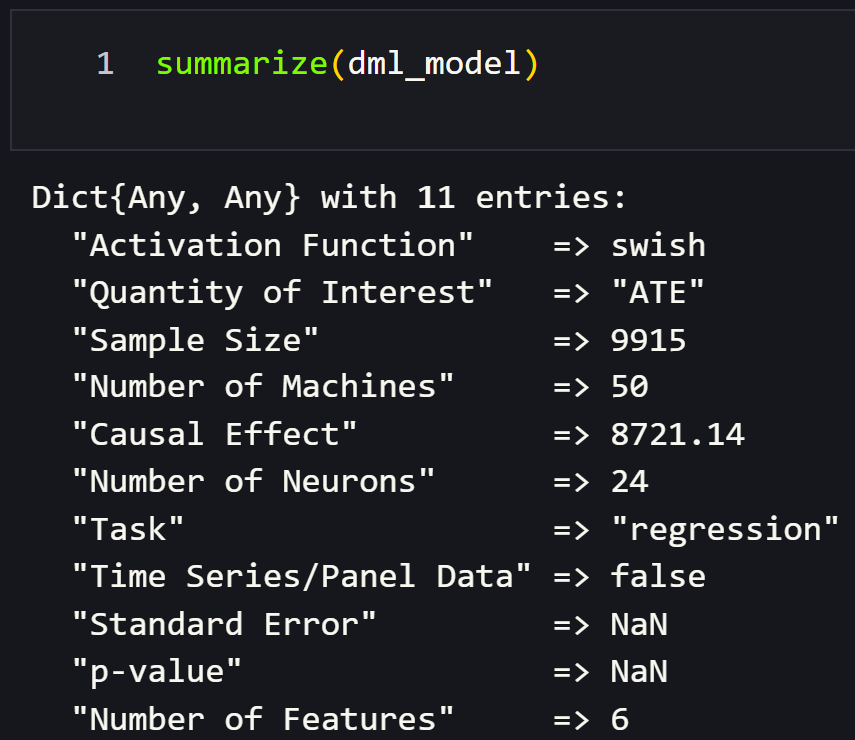 1 summarize(dml_model)
Dict{Any, Any} with 11 entries:
"Activation Function" => swish
"Quantity of Interest" => "ATE"
"Sample Size" => 9915
"Number of Machines" => 50
"Causal Effect" => 8721.14
"Number of Neurons" => 24
"Task" => "regression"
"Time Series/Panel Data" => false
"Standard Error" => NaN
"p-value" => NaN
"Number of Features" => 6